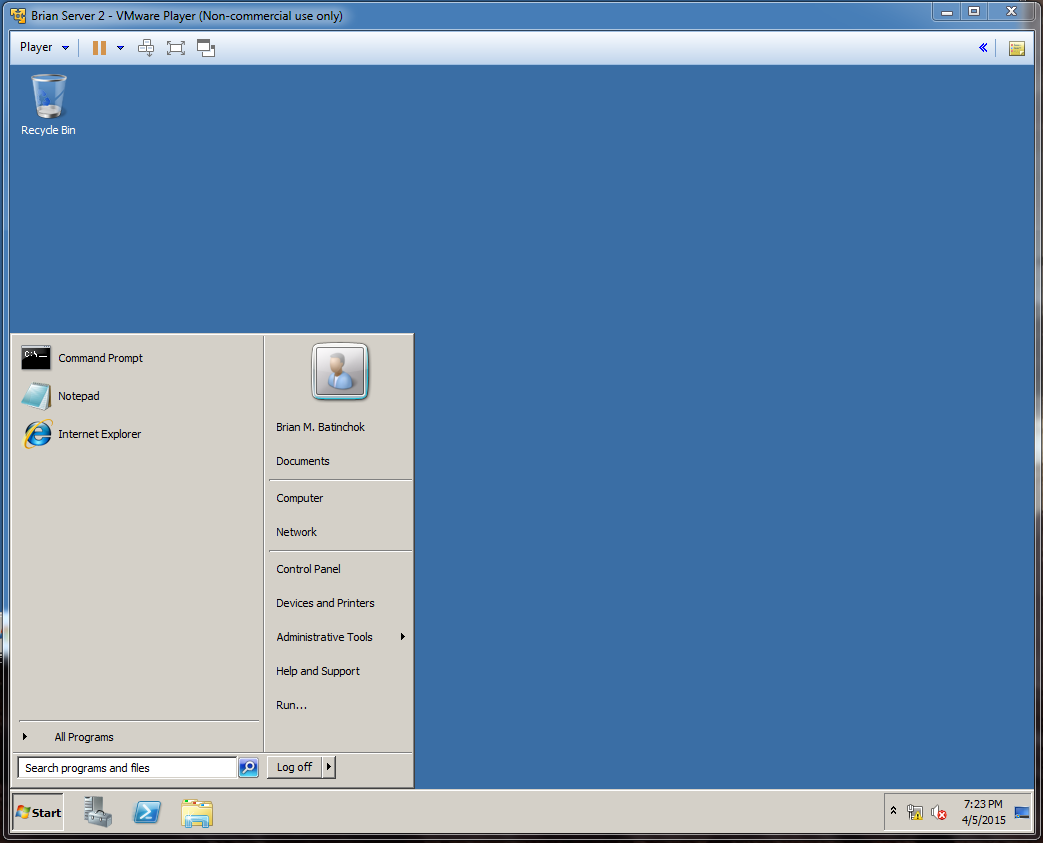 Brian Server 2 - VMware Player (Non-commercial use only)
Player
Recycle Bin
C:\_
Command Prompt
Notepad
Internet Explorer
Brian M. Batinchok
Documents
Computer
Network
Control Panel
Devices and Printers
Administrative Tools
Help and Support
Run...
All Programs
Search programs and files
Log off
Start
7:23 PM
4/5/2015